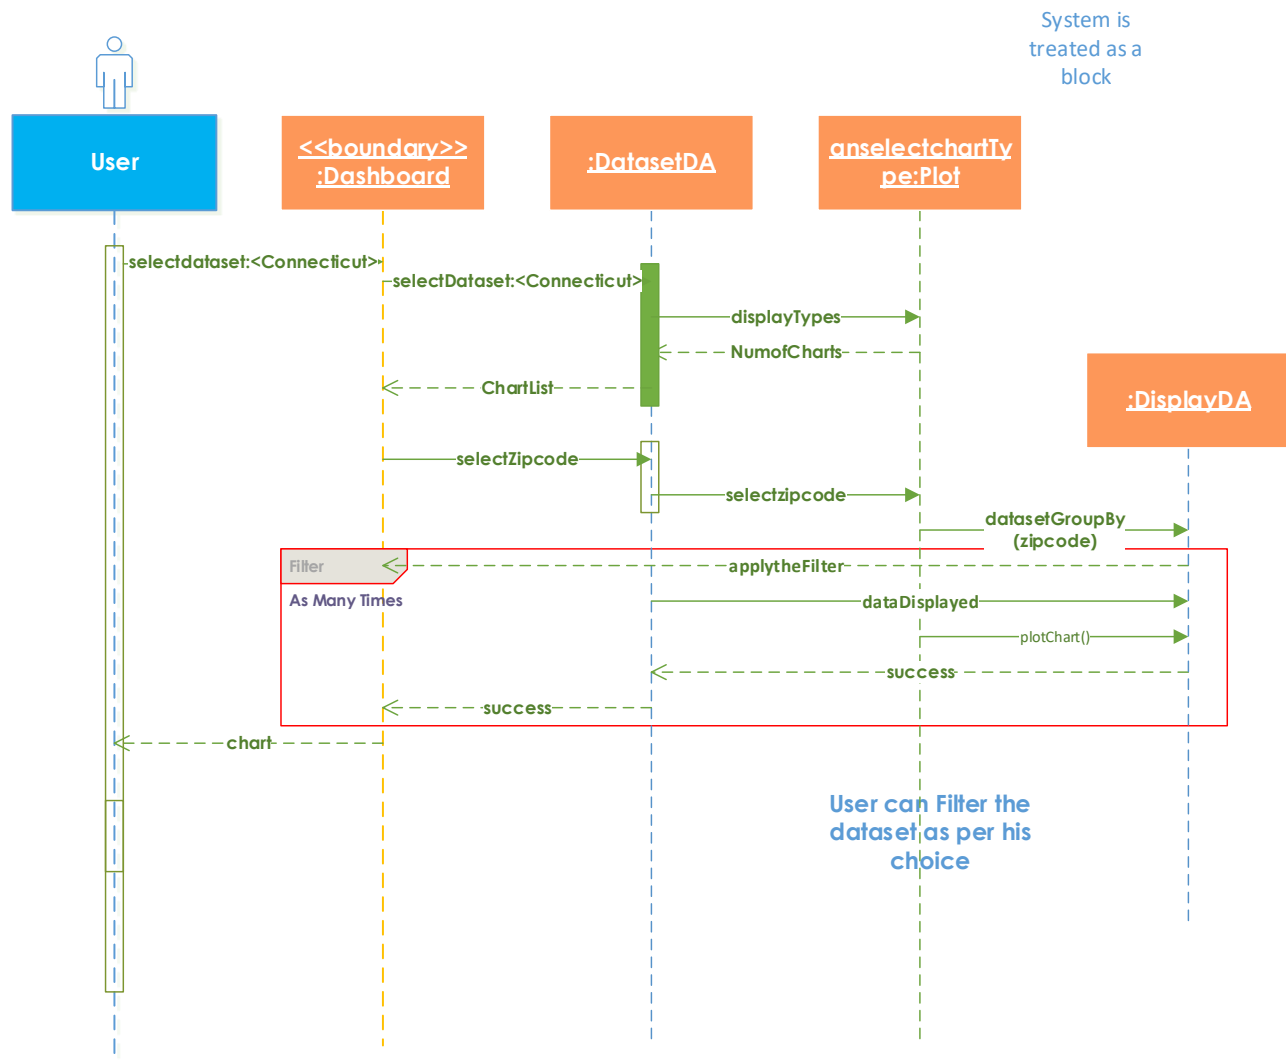 System is
treated as a
block
User
<<boundary>>
:Dashboard
:DatasetDA
anselectchartTy
pe:Plot
selectdataset:<Connecticut>
selectDataset:<Connecticut>
displayTypes
NumofCharts
ChartList
:DisplayDA
selectZipcode
selectzipcode
datasetGroupBy
(zipcode)
Filter
applytheFilter
As Many Times
dataDisplayed
plotChart()
success
success
chart
User can Filter the
dataset as per his
choice